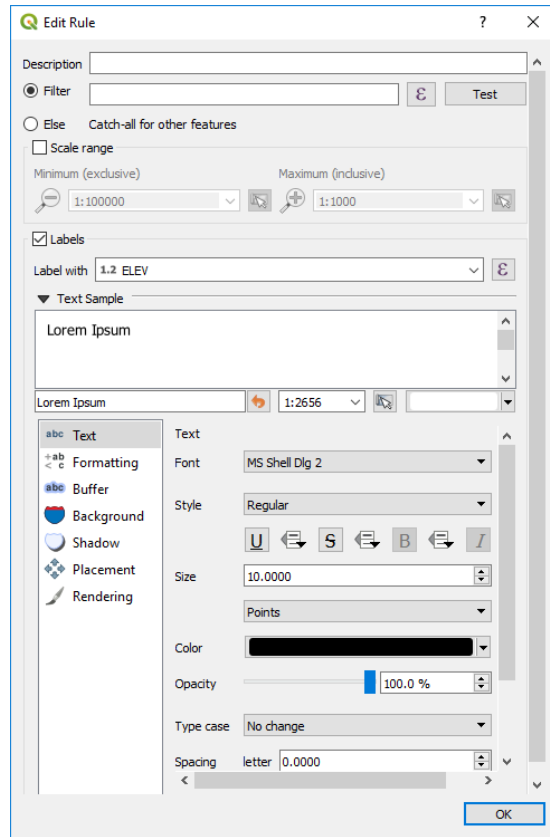 Edit Rule ? ×
Description
Filter ε Test
Else Catch-all for other features
Scale range
Minimum (exclusive) Maximum (inclusive)
1:100000 1:1000
Labels
Label with 1.2 ELEV ε
Text Sample
Lorem Ipsum
Lorem Ipsum 1:2656
abc Text
+ab < c Formatting
abc Buffer
Background
Shadow
Placement
Rendering
Text
Font MS Shell Dlg 2
Style Regular
U S B I
Size 10.0000
Points
Color
Opacity 100.0 %
Type case No change
Spacing letter 0.0000
OK